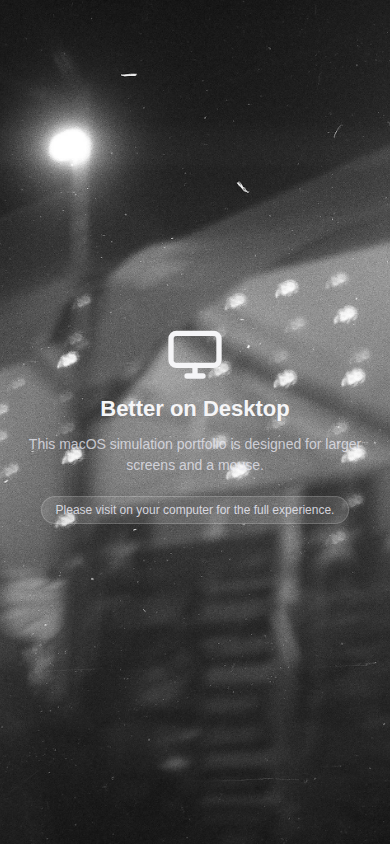 Better on Desktop
This macOS simulation portfolio is designed for larger
screens and a mouse.
Please visit on your computer for the full experience.